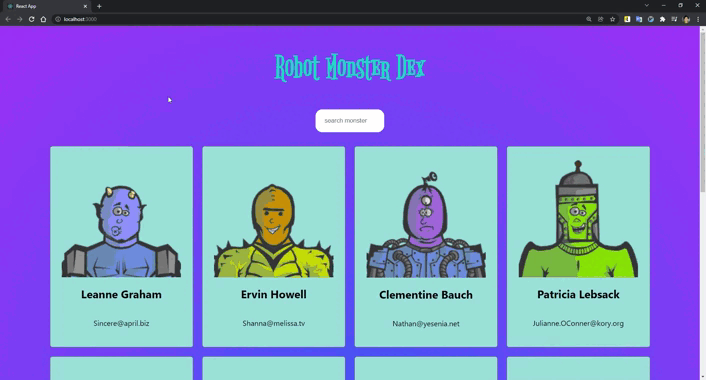 React App
localhost:3000
Robot Monster Dex
search monster
Leanne Graham
Ervin Howell
Clementine Bauch
Patricia Lebsack
Sincere@april.biz
Shanna@melissa.tv
Nathan@yesenia.net
Julianne.OConner@kory.org